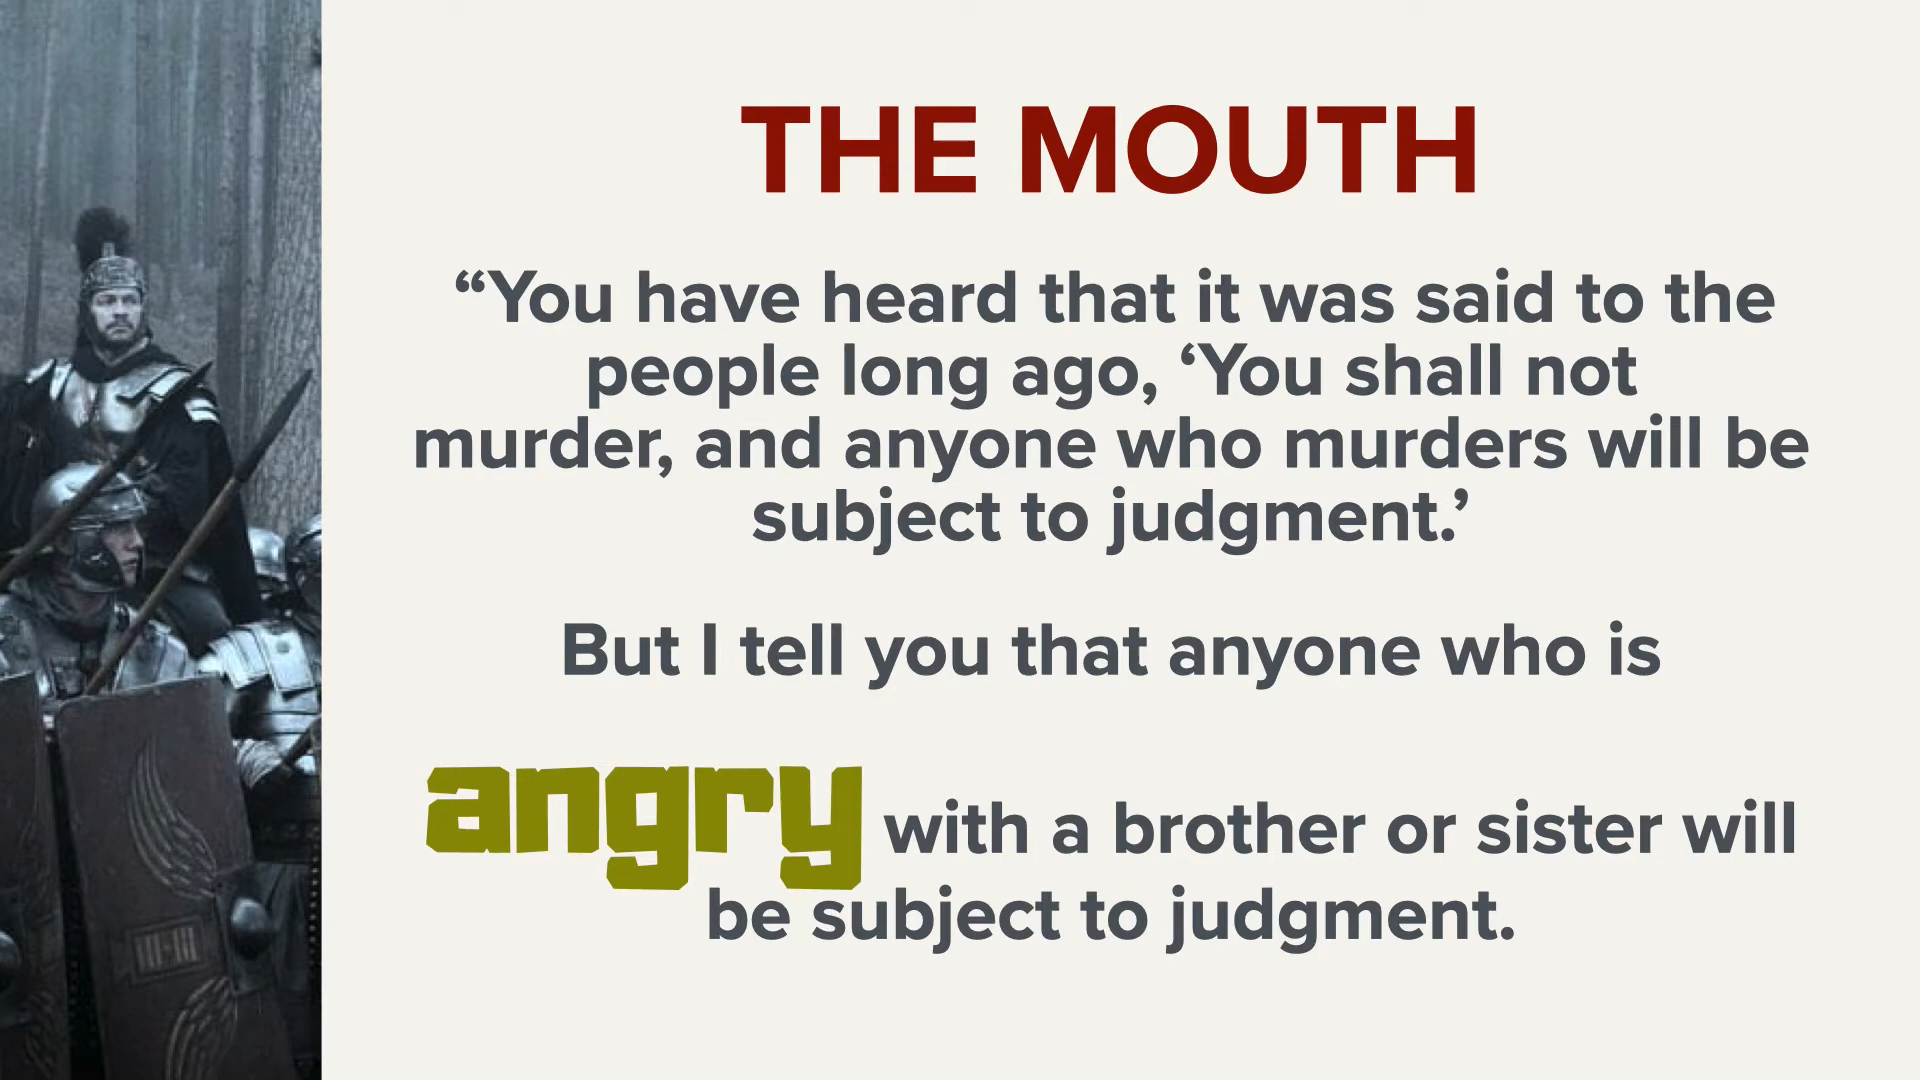 THE MOUTH
“You have heard that it was said to the
people long ago, ‘You shall not
murder, and anyone who murders will be
subject to judgment.’
But I tell you that anyone who is
angry with a brother or sister will
be subject to judgment.